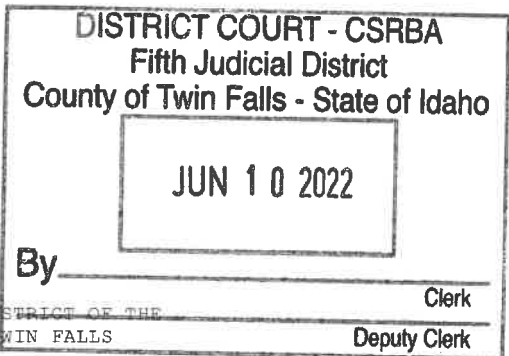 DISTRICT COURT - CSRBA
Fifth Judicial District
County of Twin Falls - State of Idaho
JUN 10 2022
By
Clerk
STRICT OF THE
WIN FALLS
Deputy Clerk